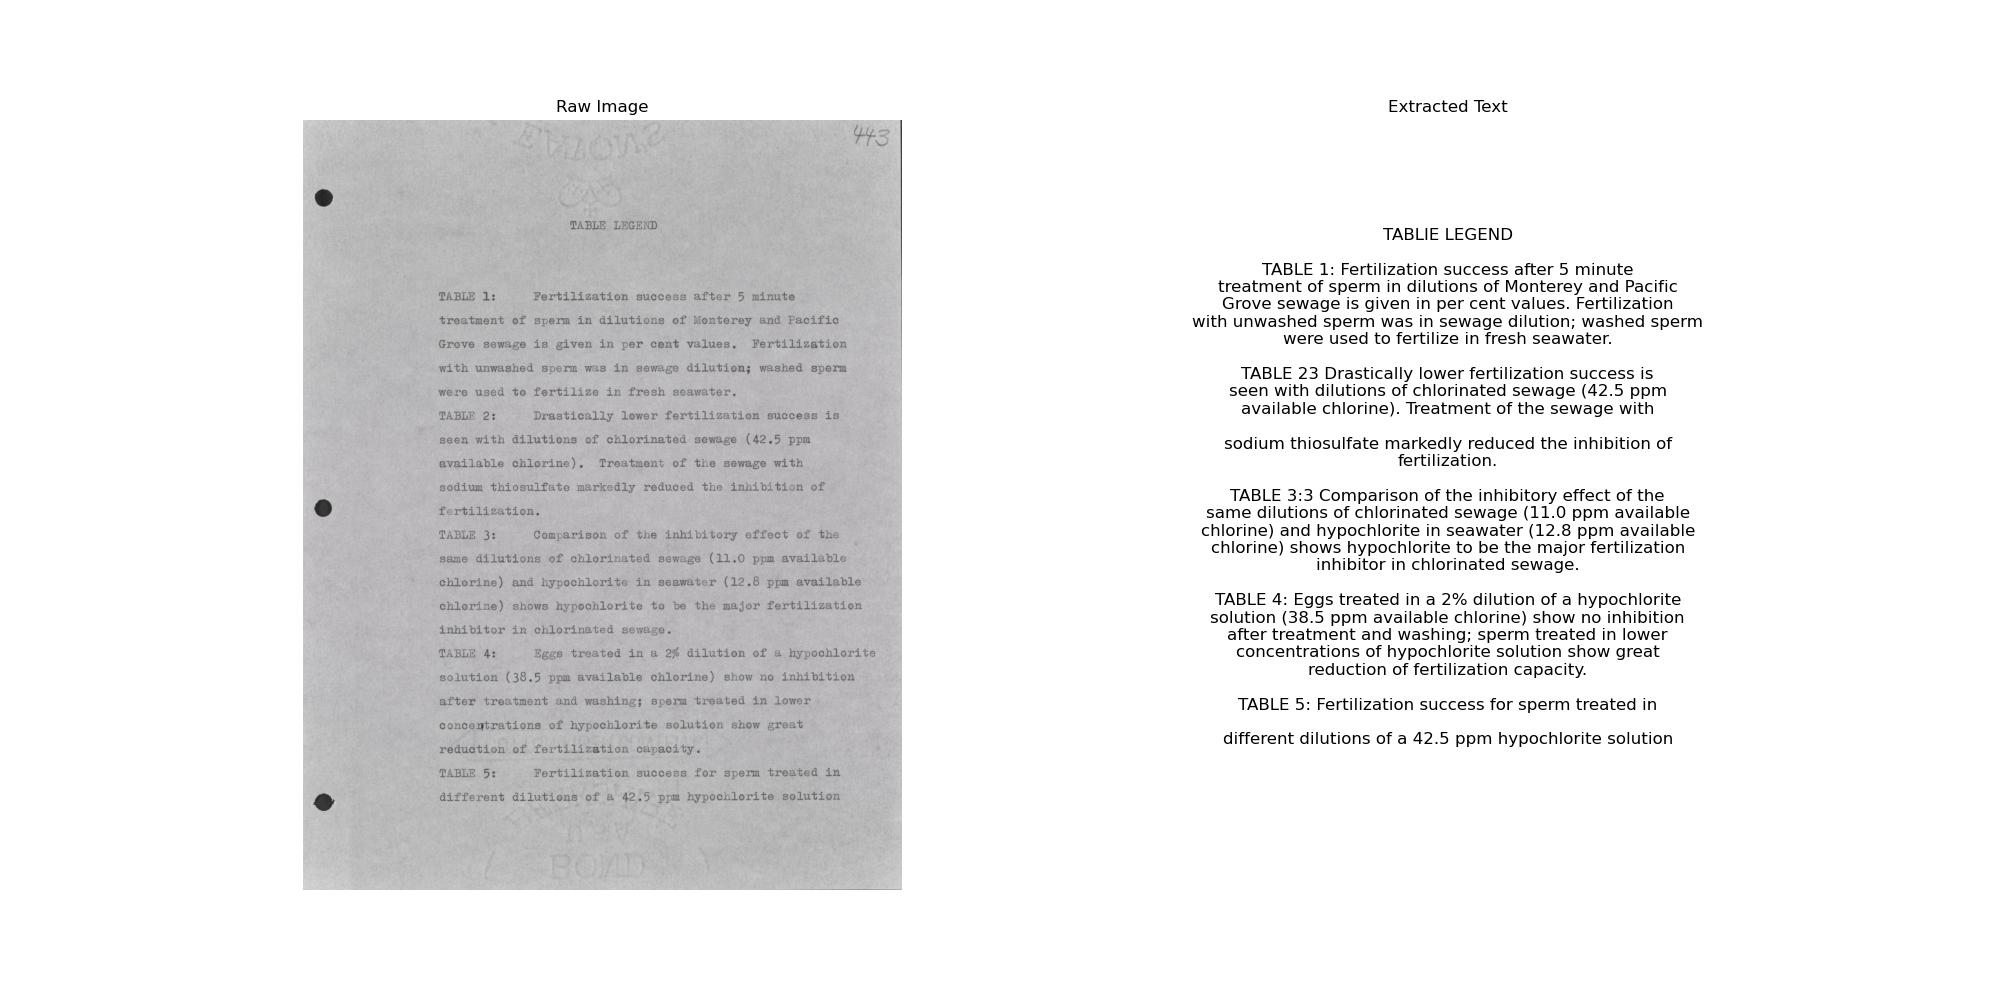 Raw Image
443
SWOANE
TABLE LEGEND
TABLE 1: Fertilization success after 5 minute
treatment of sperm in dilutions of Monterey and Pacific
Grove sewage is given in per cent values. Fertilization
with unwashed sperm was in sewage dilution; washed sperm
were used to fertilize in fresh seawater.
TABLE 2: Drastically lower fertilization success is
seen with dilutions of chlorinated sewage (42.5 ppm
available chlorine). Treatment of the sewage with
sodium thiosulfate markedly reduced the inhibition of
fertilization.
TABLE 3: Comparison of the inhibitory effect of the
same dilutions of chlorinated sewage (11.0 ppm available
chlorine) and hypochlorite in seawater (12.8 ppm available
chlorine) shows hypochlorite to be the major fertilization
inhibitor in chlorinated sewage.
TABLE 4: Eggs treated in a 2% dilution of a hypochlorite
solution (38.5 ppm available chlorine) show no inhibition
after treatment and washing; sperm treated in lower
concentrations of hypochlorite solution show great
reduction of fertilization capacity.
TABLE 5: Fertilization success for sperm treated in
different dilutions of a 42.5 ppm hypochlorite solution
USA
BOND
Extracted Text
TABLIE LEGEND
TABLE 1: Fertilization success after 5 minute
treatment of sperm in dilutions of Monterey and Pacific
Grove sewage is given in per cent values. Fertilization
with unwashed sperm was in sewage dilution; washed sperm
were used to fertilize in fresh seawater.
TABLE 23 Drastically lower fertilization success is
seen with dilutions of chlorinated sewage (42.5 ppm
available chlorine). Treatment of the sewage with
sodium thiosulfate markedly reduced the inhibition of
fertilization.
TABLE 3:3 Comparison of the inhibitory effect of the
same dilutions of chlorinated sewage (11.0 ppm available
chlorine) and hypochlorite in seawater (12.8 ppm available
chlorine) shows hypochlorite to be the major fertilization
inhibitor in chlorinated sewage.
TABLE 4: Eggs treated in a 2% dilution of a hypochlorite
solution (38.5 ppm available chlorine) show no inhibition
after treatment and washing; sperm treated in lower
concentrations of hypochlorite solution show great
reduction of fertilization capacity.
TABLE 5: Fertilization success for sperm treated in
different dilutions of a 42.5 ppm hypochlorite solution